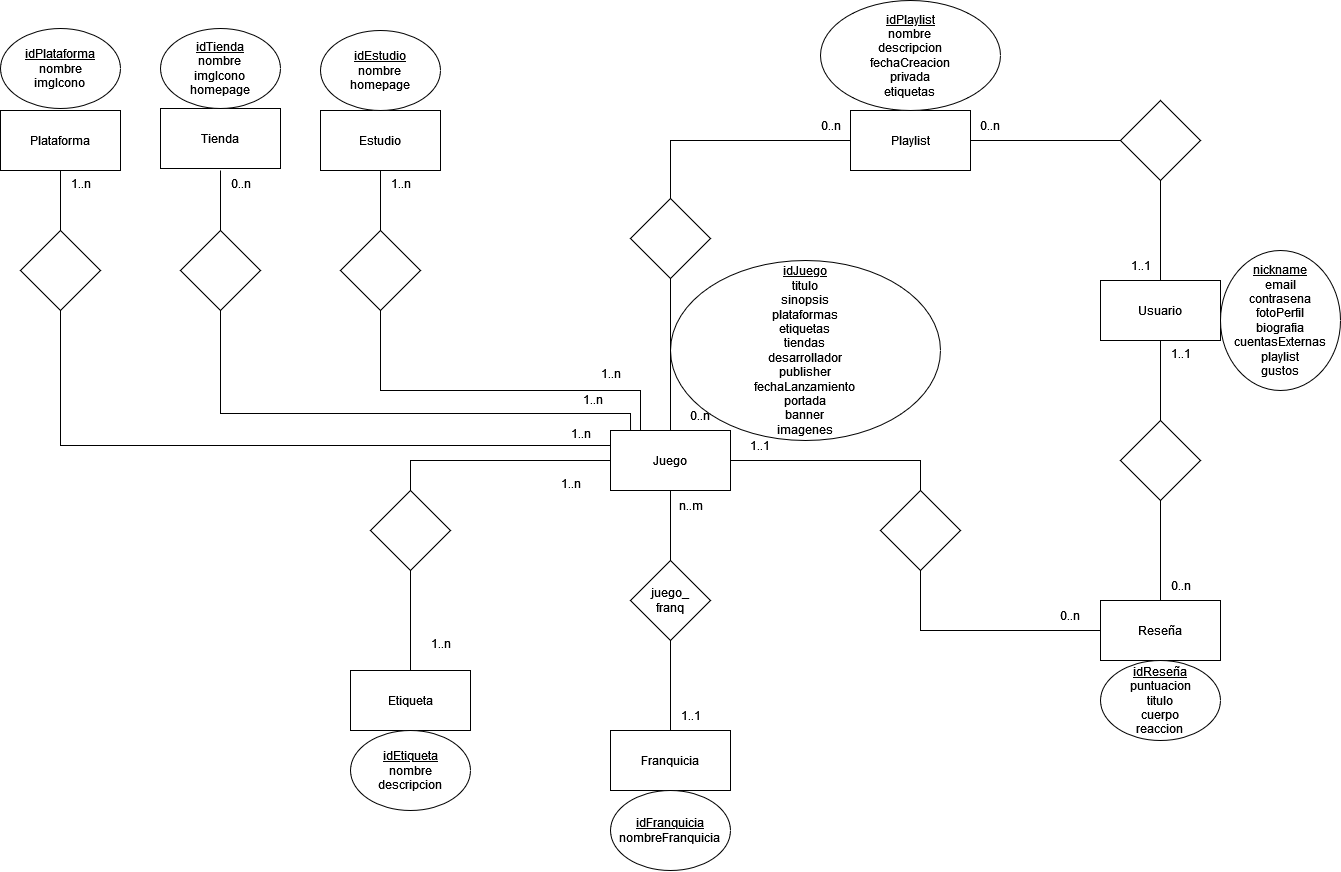 idPlataforma
nombre
imgIcono
Plataforma
1..n
idTienda
nombre
imgIcono
homepage
Tienda
0..n
idEstudio
nombre
homepage
Estudio
1..n
idPlaylist
nombre
descripcion
fechaCreacion
privada
etiquetas
0..n
Playlist
0..n
1..1
nickname
email
contrasena
fotoPerfil
biografia
cuentasExternas
playlist
gustos
Usuario
1..1
idJuego
titulo
sinopsis
plataformas
etiquetas
tiendas
desarrollador
publisher
fechaLanzamiento
portada
banner
imagenes
1..n
1..n
0..n
1..n
Juego
1..1
1..n
n..m
juego_
franq
0..n
0..n
Reseña
idReseña
puntuacion
titulo
cuerpo
reaccion
1..n
Etiqueta
idEtiqueta
nombre
descripcion
1..1
Franquicia
idFranquicia
nombreFranquicia